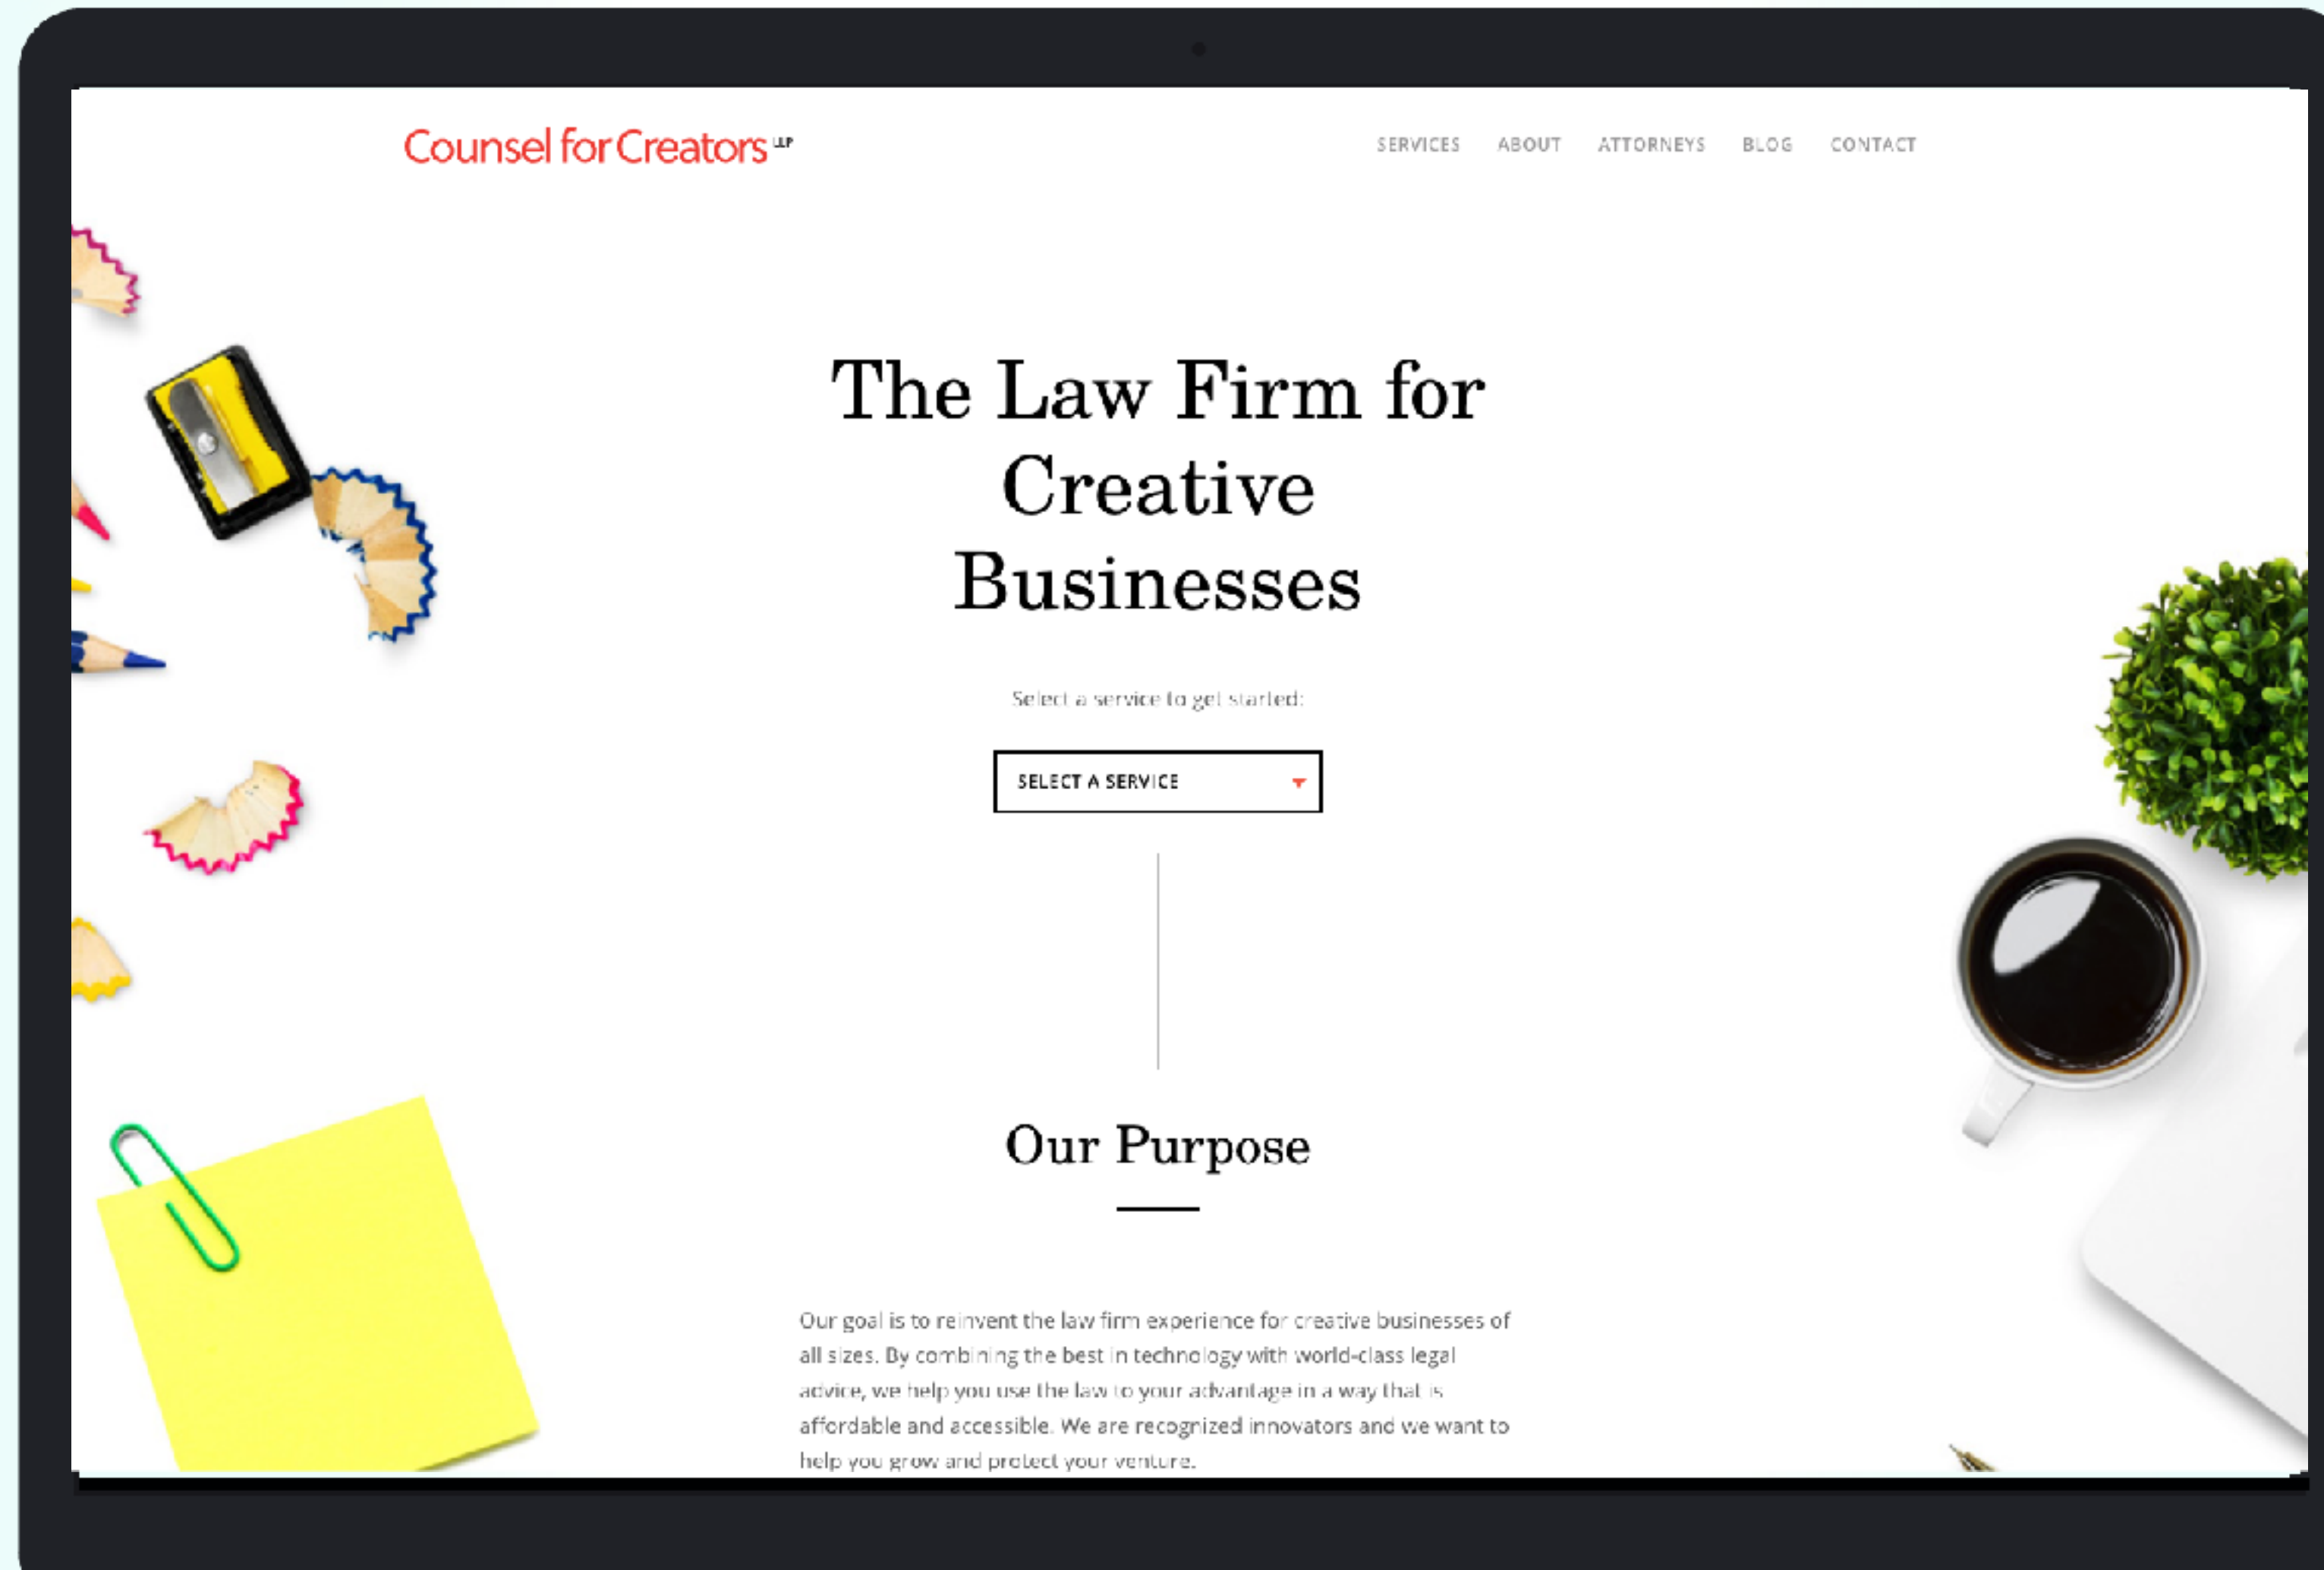 Counsel for Creators LLP
SERVICES ABOUT ATTORNEYS BLOG CONTACT
The Law Firm for
Creative
Businesses
Select a service to get started:
SELECT A SERVICE
Our Purpose
Our goal is to reinvent the law firm experience for creative businesses of
all sizes. By combining the best in technology with world-class legal
advice, we help you use the law to your advantage in a way that is
affordable and accessible. We are recognized innovators and we want to
help you grow and protect your venture.